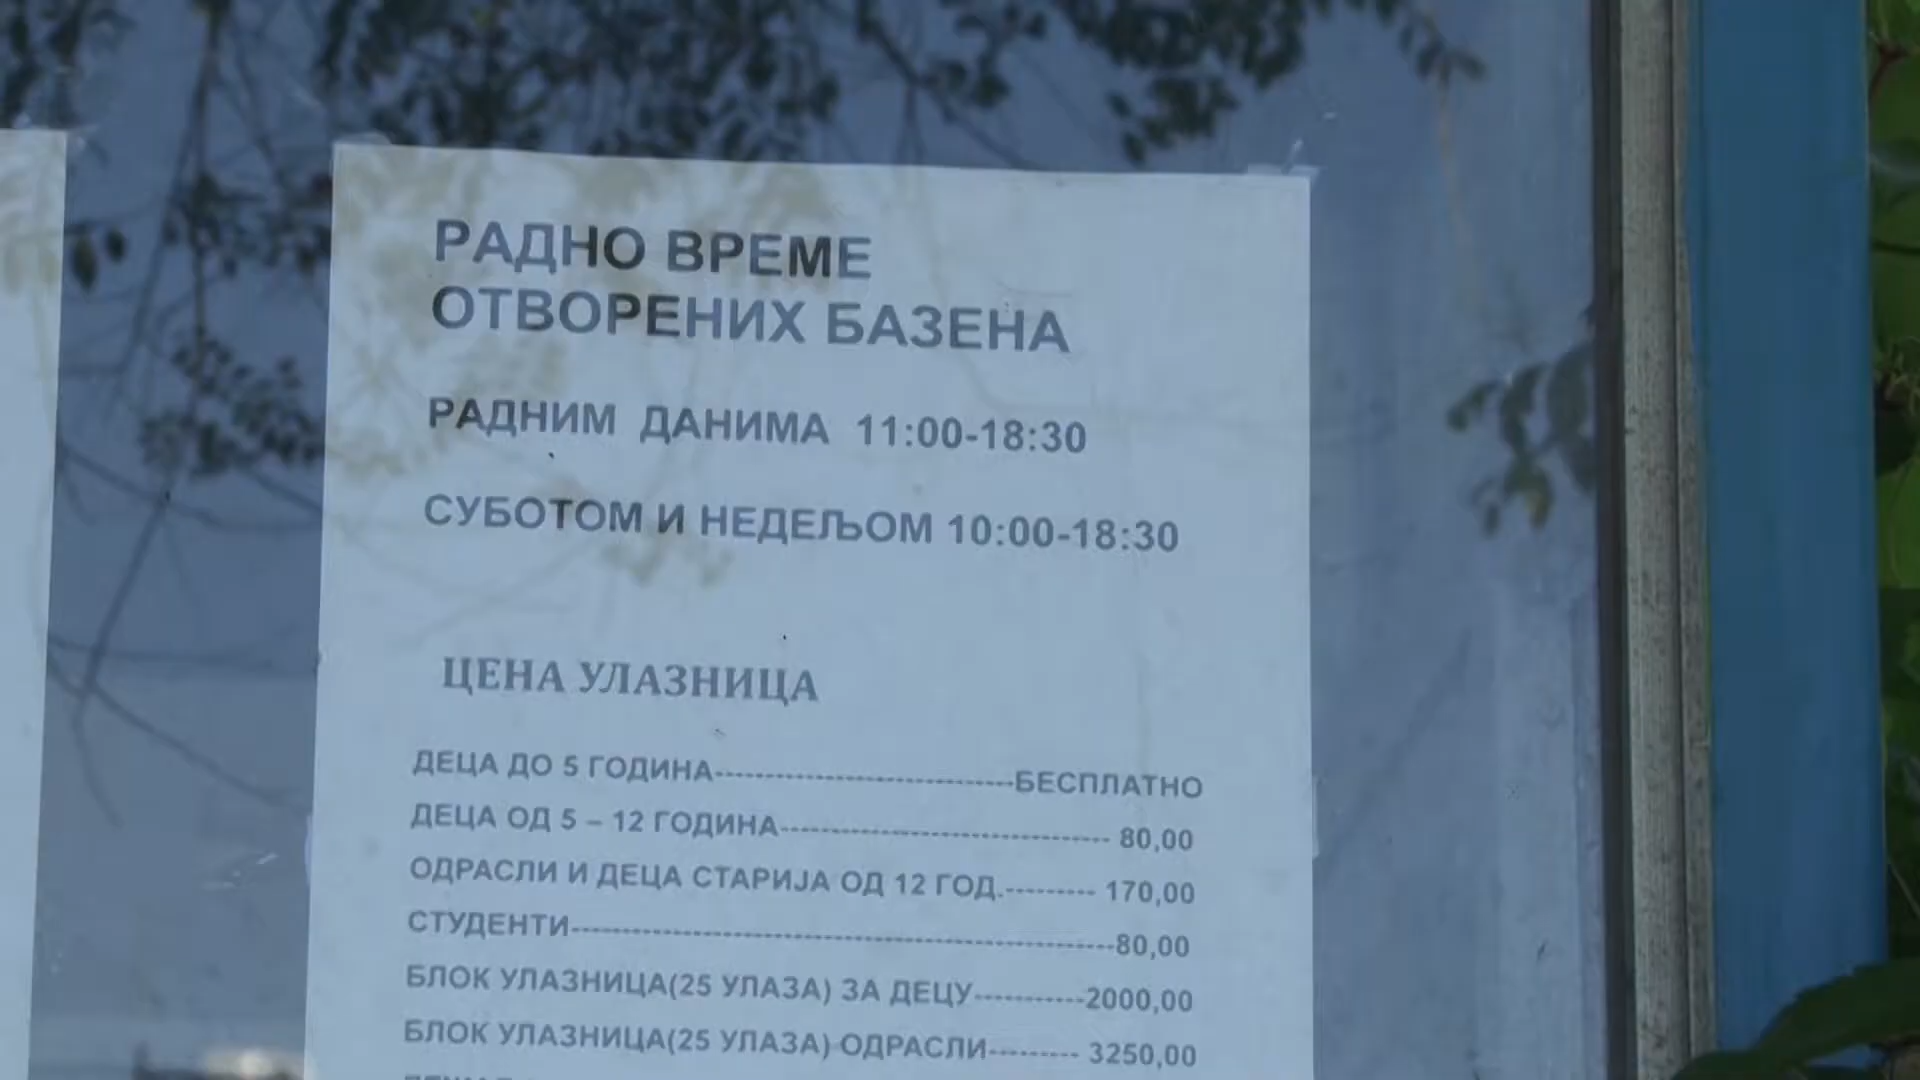 РАДНО ВРЕМЕ
ОТВОРЕНИХ БАЗЕНА
РАДНИМ ДАНИМА 11:00-18:30
СУБОТОМ И НЕДЕЉОМ 10:00-18:30
ЦЕНА УЛАЗНИЦА
ДЕЦА ДО 5 ГОДИНА------------------------------БЕСПЛАТНО
ДЕЦА ОД 5 – 12 ГОДИНА--------------------------------- 80,00
ОДРАСЛИ И ДЕЦА СТАРИЈА ОД 12 ГОД.--------- 170,00
СТУДЕНТИ------------------------------------------------------80,00
БЛОК УЛАЗНИЦА(25 УЛАЗА) ЗА ДЕЦУ-----------2000,00
БЛОК УЛАЗНИЦА(25 УЛАЗА) ОДРАСЛИ--------- 3250,00